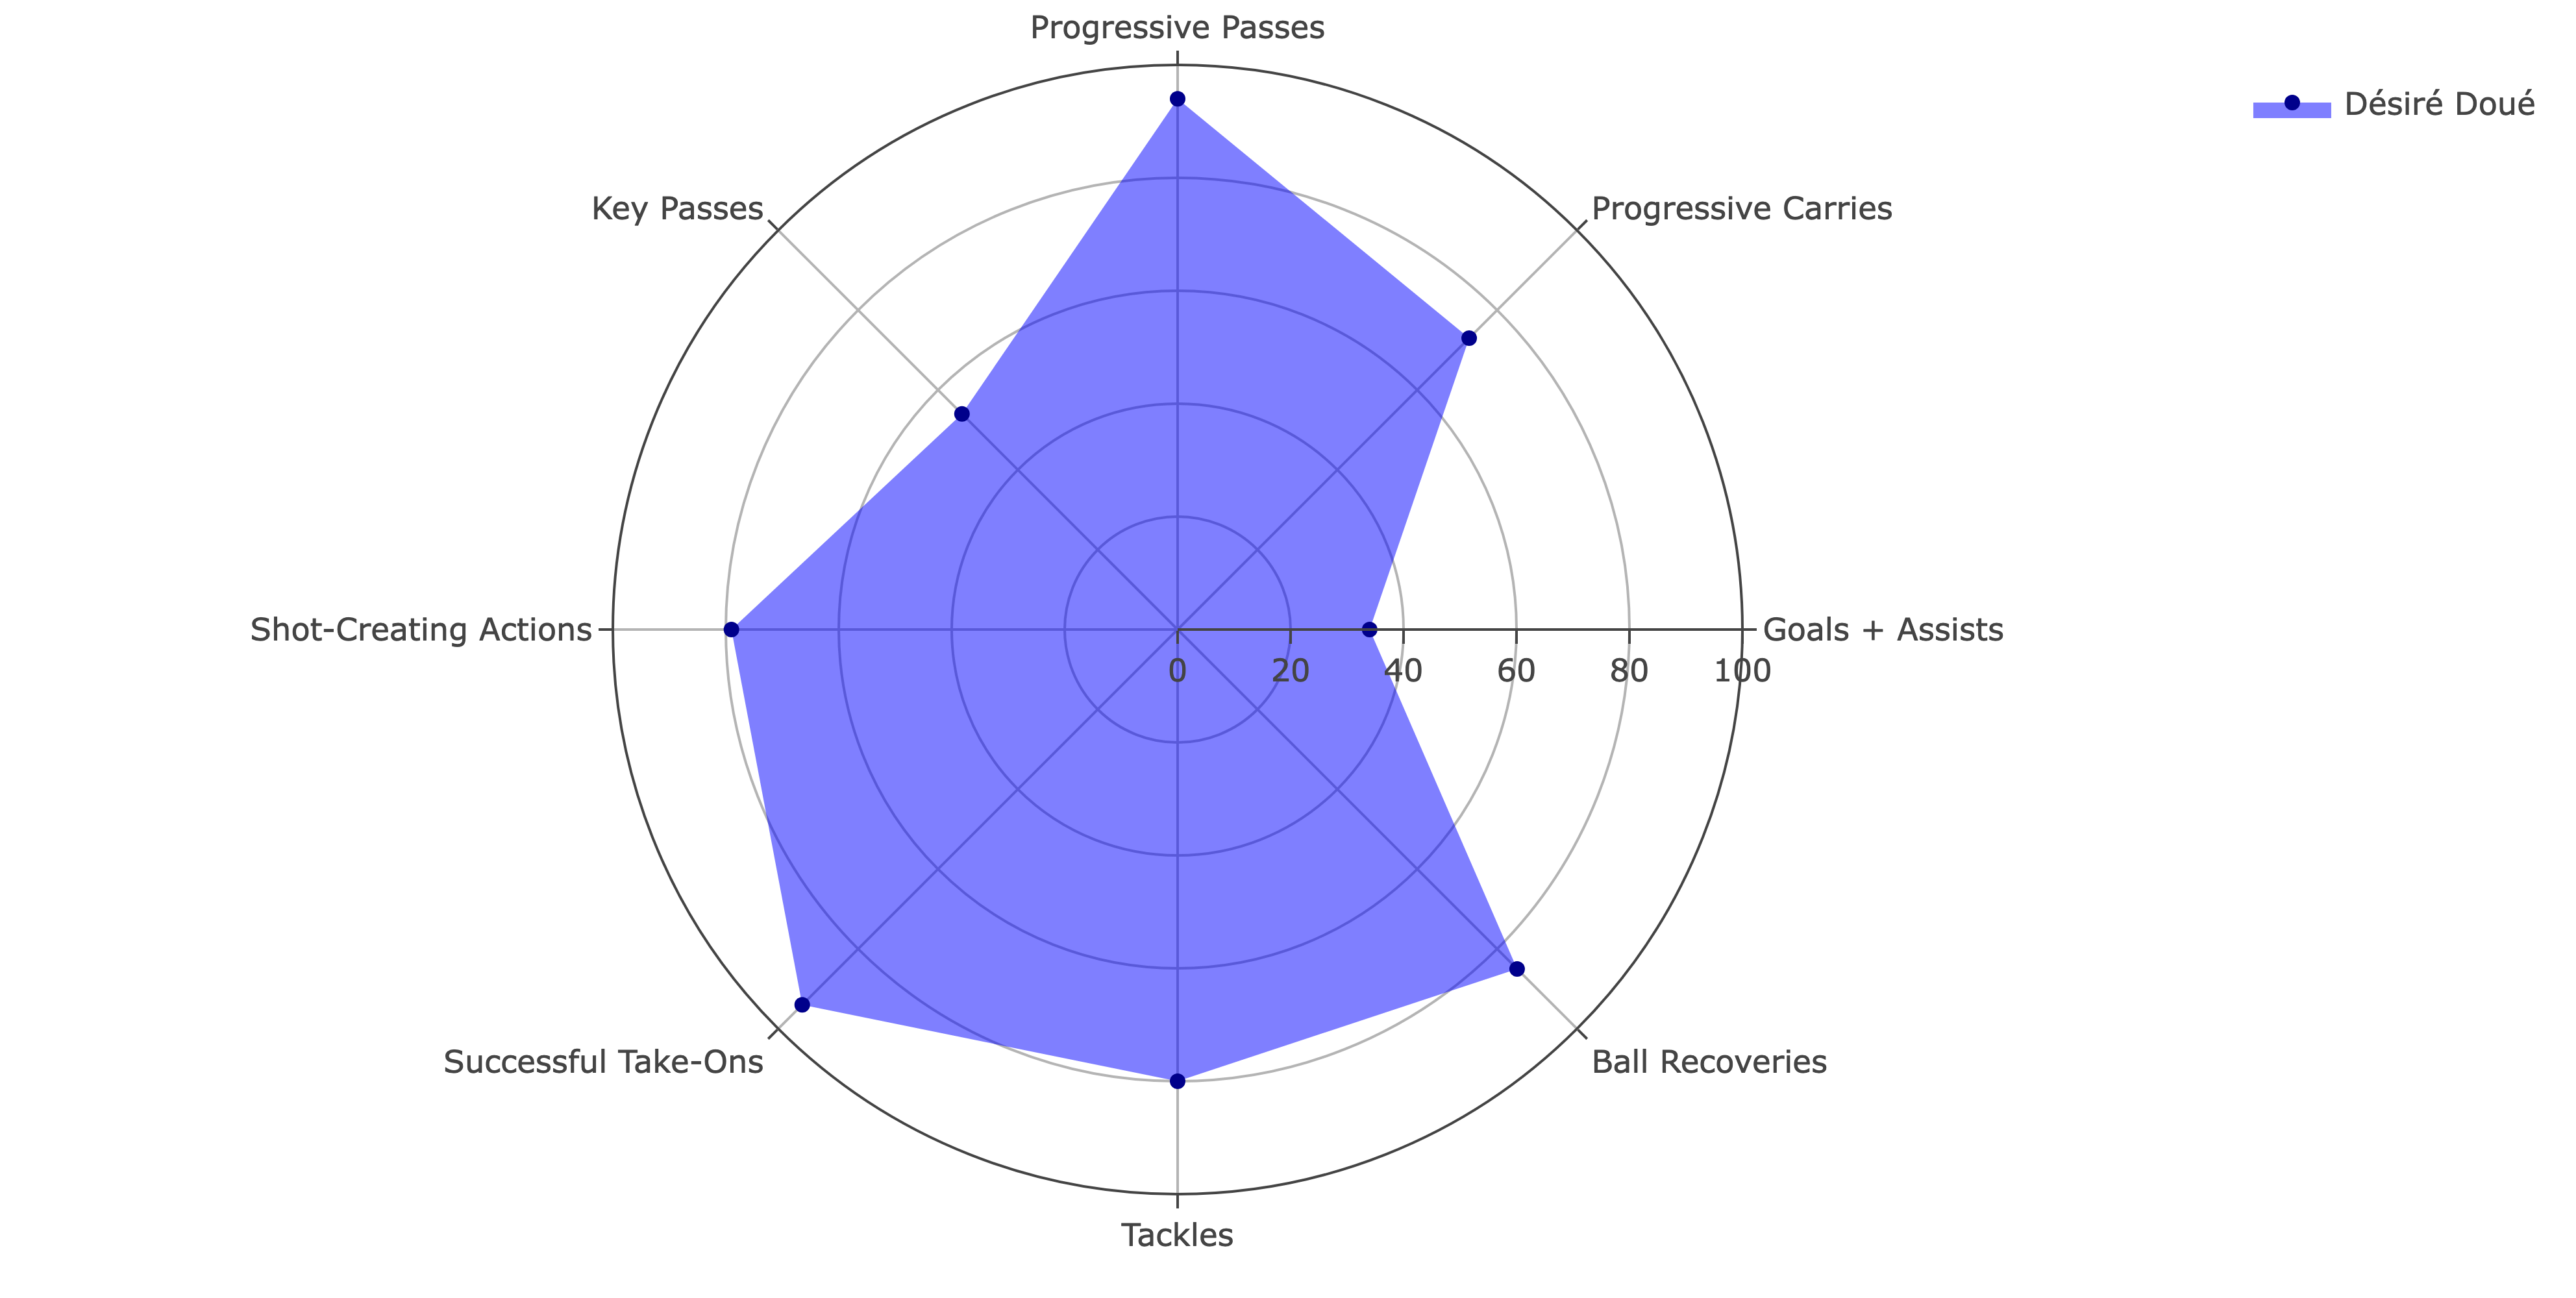 Progressive Passes
Désiré Doué
Key Passes
Progressive Carries
Shot-Creating Actions
Goals + Assists
0 20 40 60 80 100
Successful Take-Ons
Ball Recoveries
Tackles